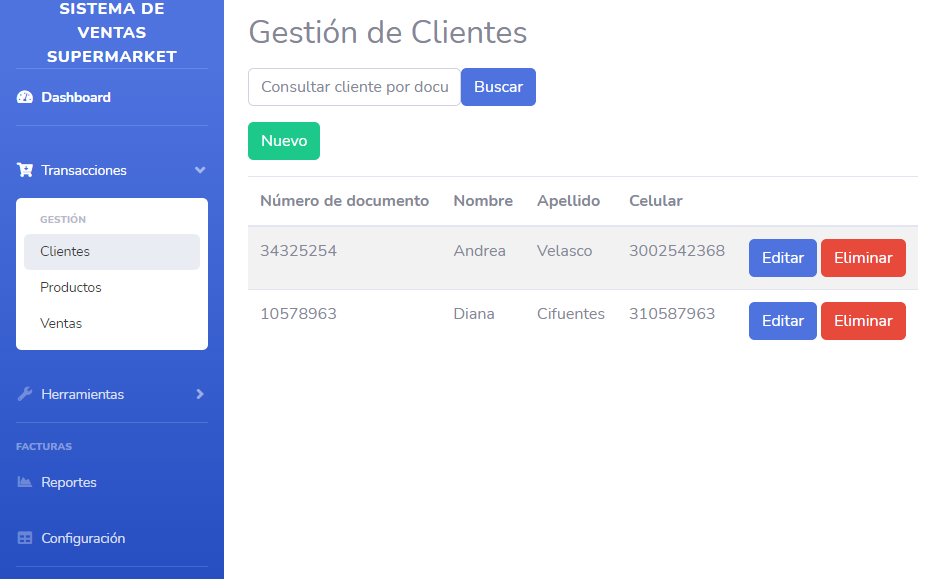 SISTEMA DE
VENTAS
SUPERMARKET
Dashboard
Transacciones
GESTIÓN
Clientes
Productos
Ventas
Herramientas
FACTURAS
Reportes
Configuración
Gestión de Clientes
Consultar cliente por docu Buscar
Nuevo
Número de documento Nombre Apellido Celular
34325254 Andrea Velasco 3002542368 Editar Eliminar
10578963 Diana Cifuentes 310587963 Editar Eliminar